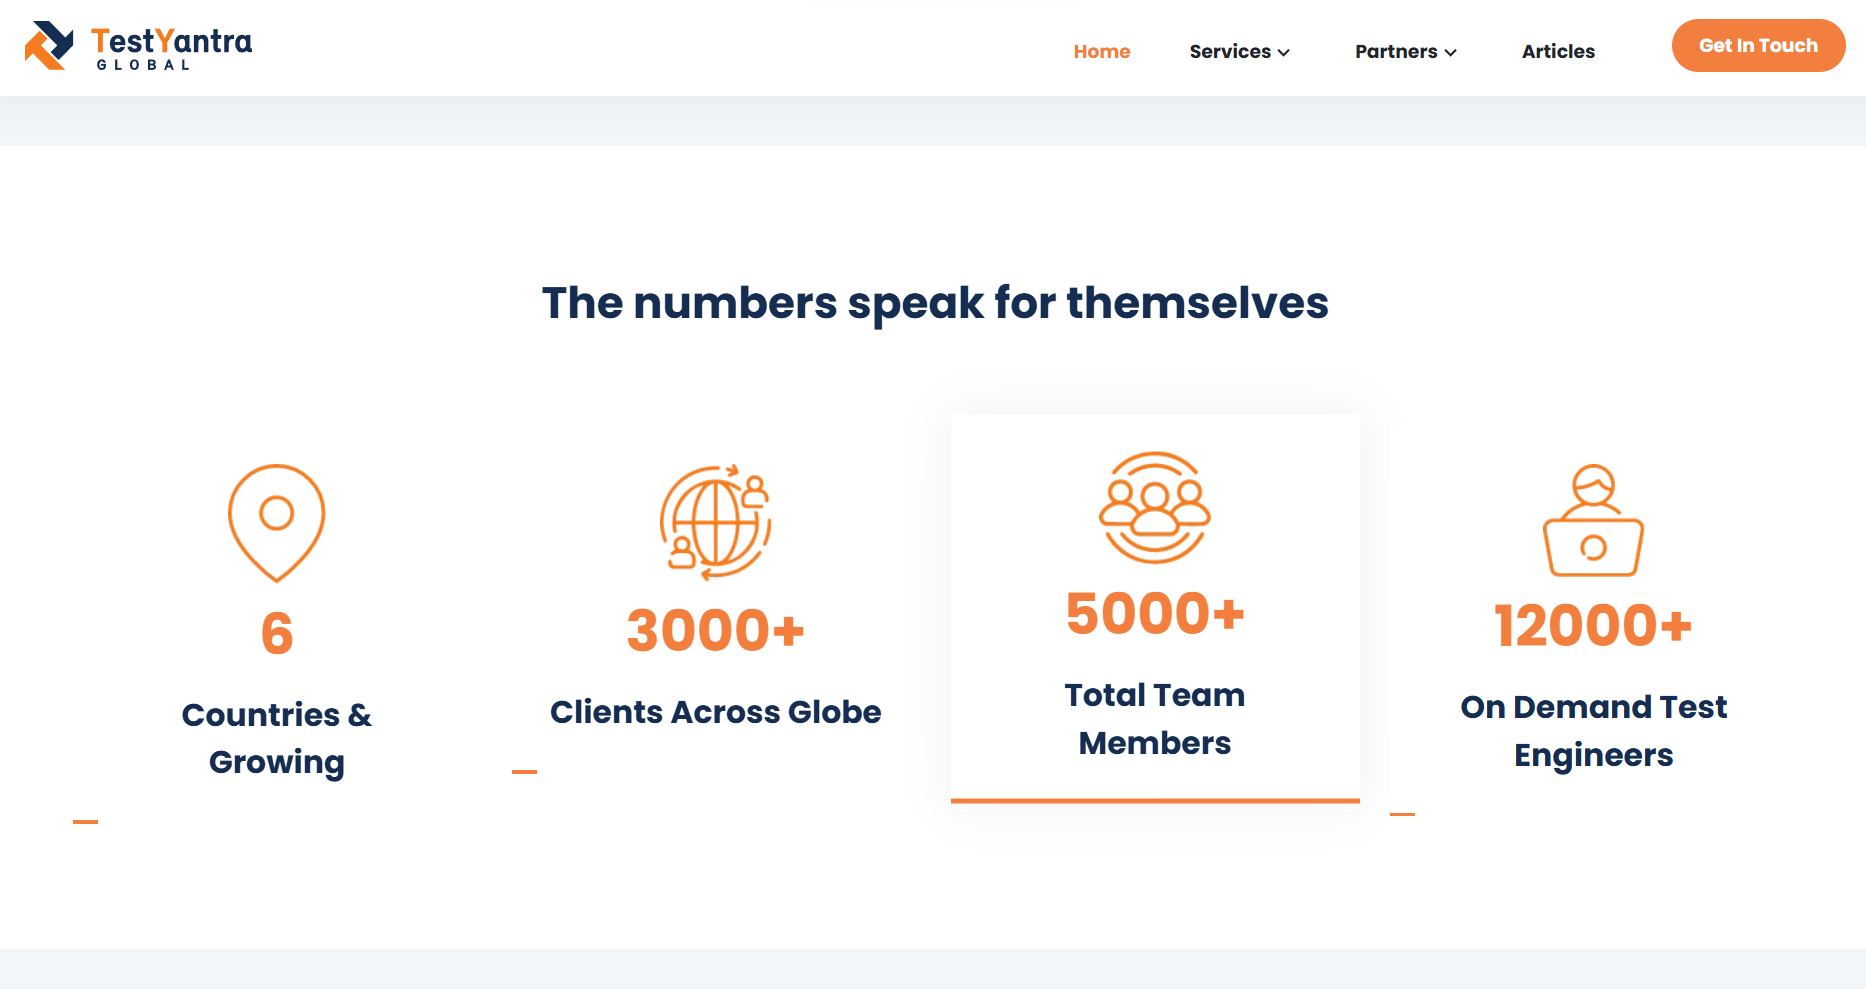 TestYantra
GLOBAL
Home
Services
Partners
Articles
Get In Touch
The numbers speak for themselves
6
Countries &
Growing
3000+
Clients Across Globe
5000+
Total Team
Members
12000+
On Demand Test
Engineers